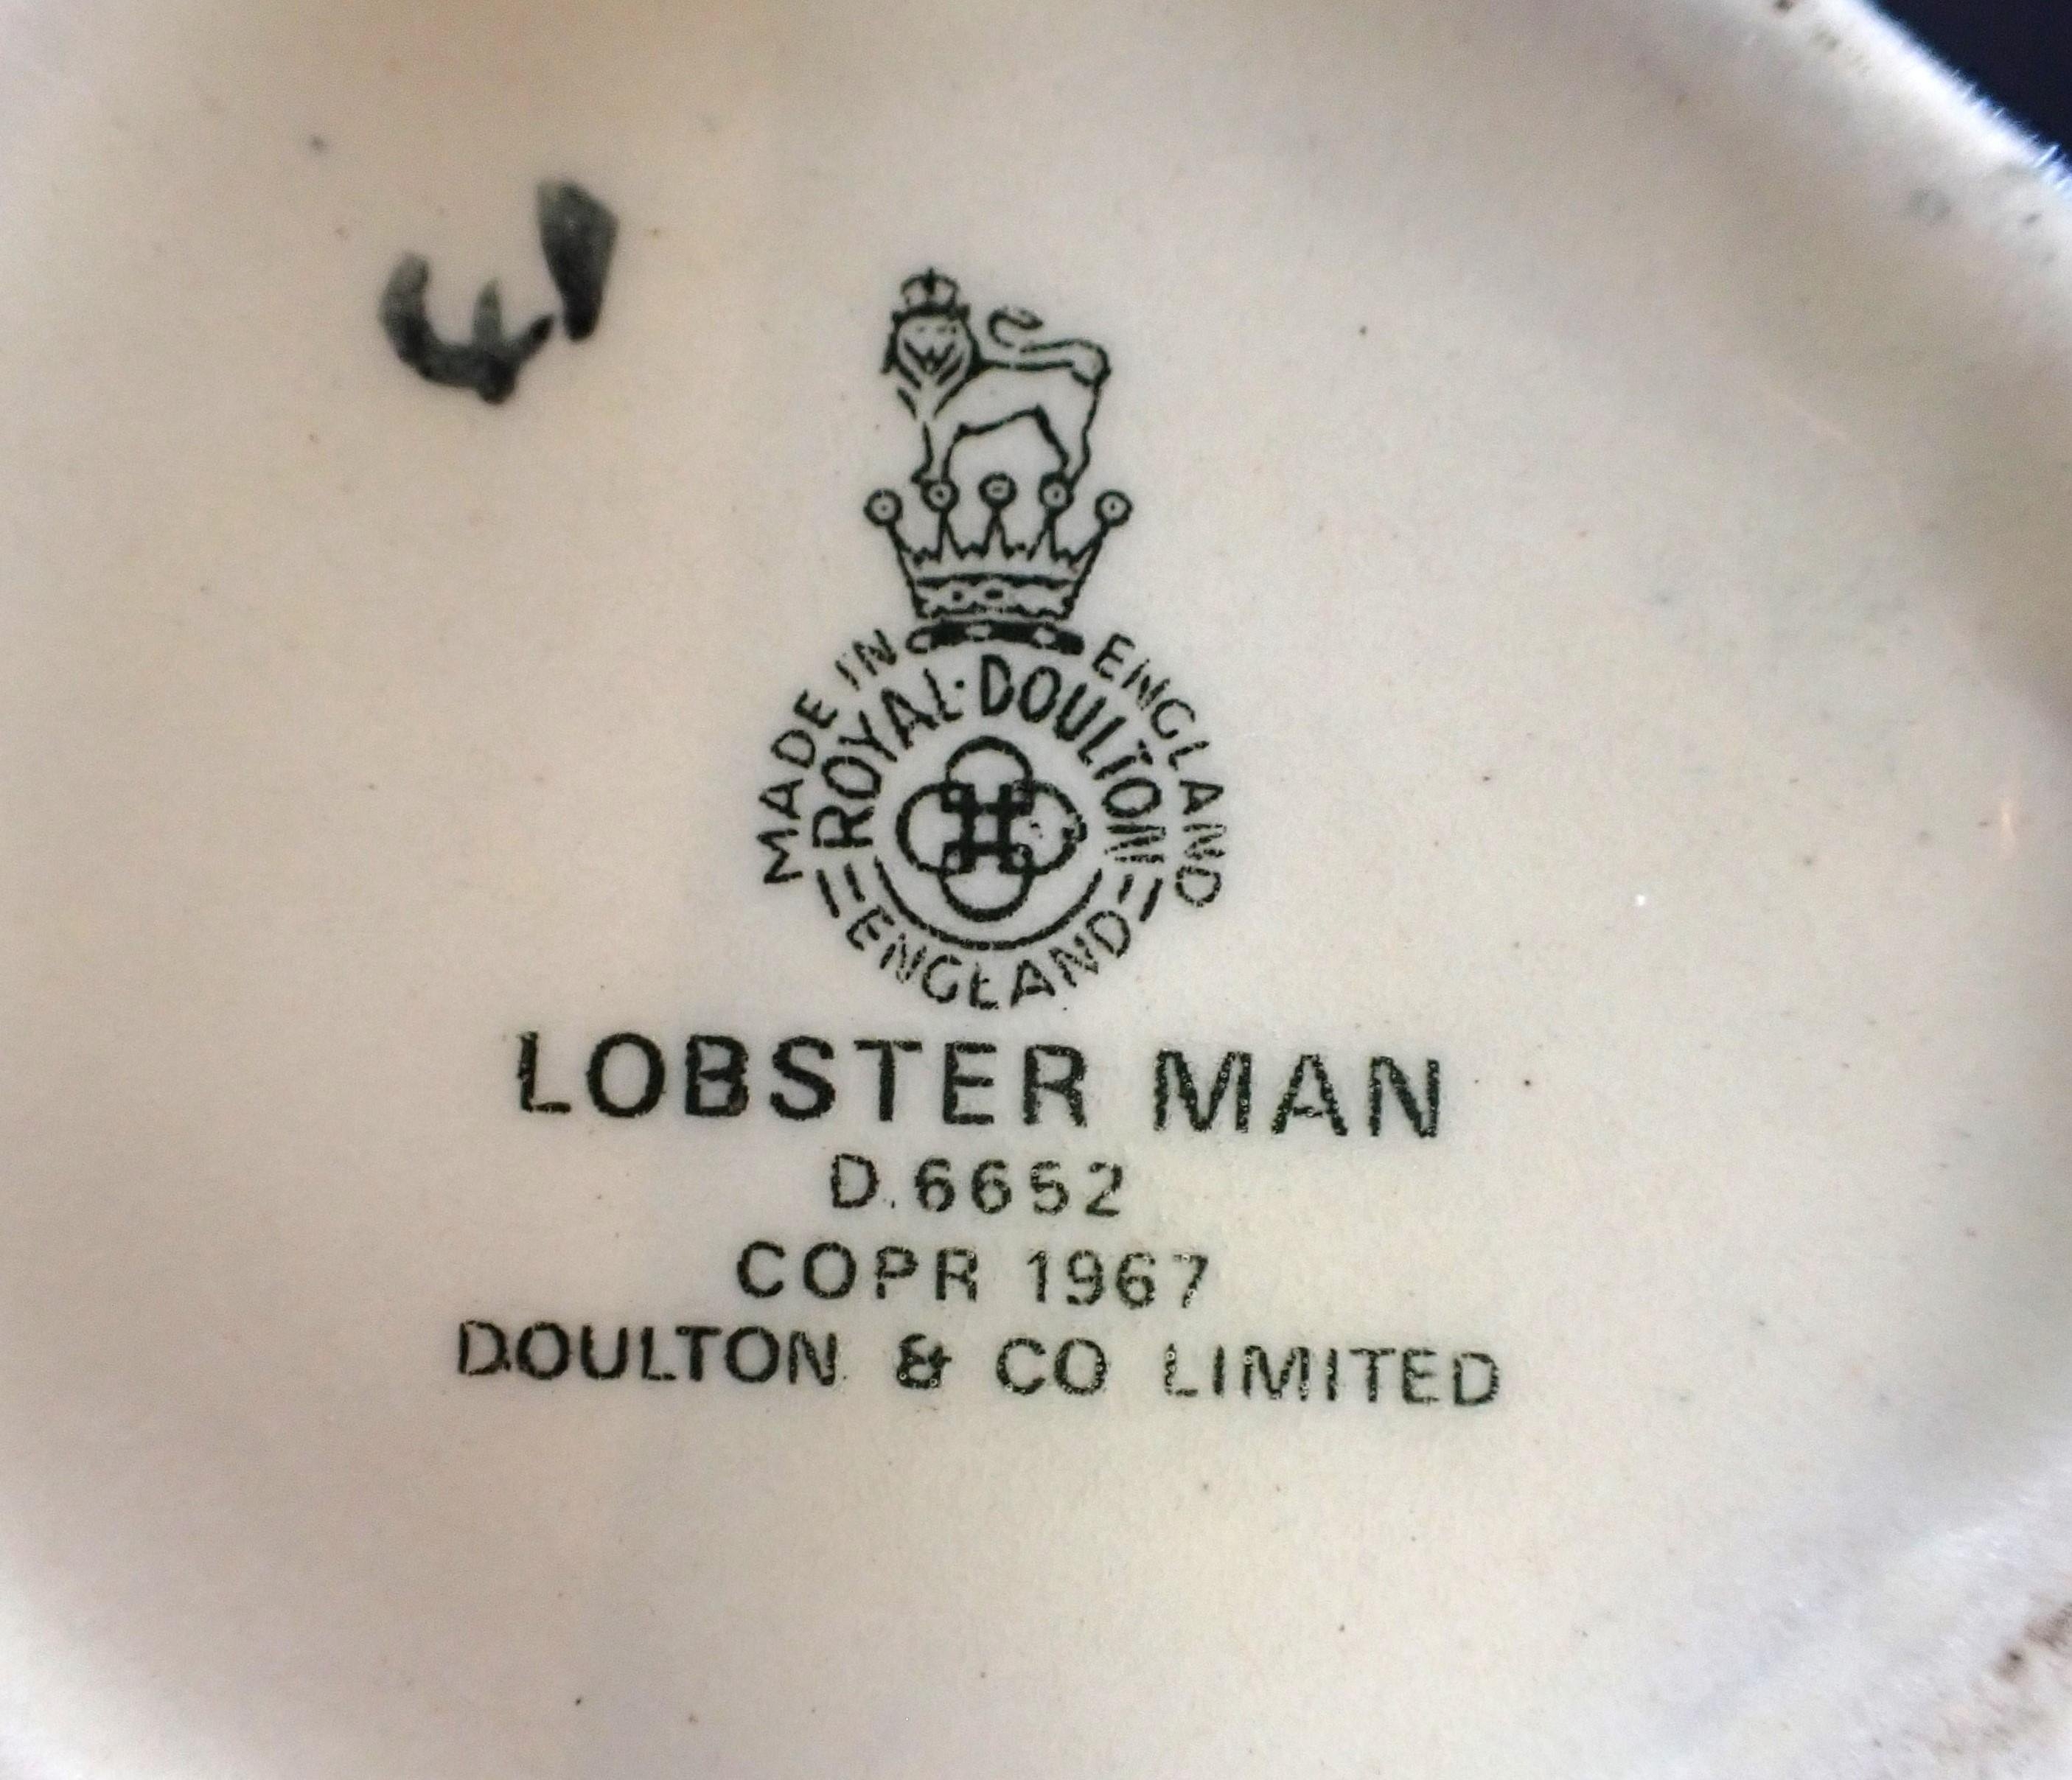 MADE IN ENGLAND
ROYAL·DOULTON
ENGLAND
LOBSTER MAN
D.6652
COPR 1967
DOULTON & CO LIMITED